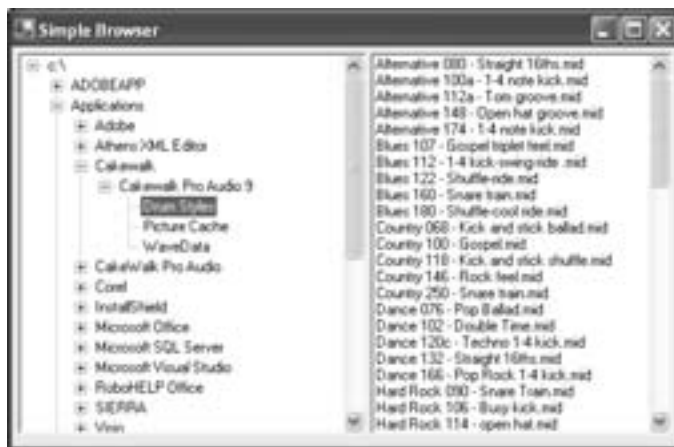 Simple Browser
c:\
ADOBEAPP
Applications
Adobe
Athens XML Editor
Cakewalk
Cakewalk Pro Audio 9
Drum Styles
Picture Cache
WaveData
CakeWalk Pro Audio
Corel
InstallShield
Microsoft Office
Microsoft SQL Server
Microsoft Visual Studio
RoboHELP Office
SIERRA
Alternative 080 - Straight 16ths.mid
Alternative 100a - 1-4 note kick.mid
Alternative 112a - Tom groove.mid
Alternative 148 - Open hat groove.mid
Alternative 174 - 1-4 note kick.mid
Blues 107 - Gospel triplet feel.mid
Blues 112 - 1-4 kick-swing-ride .mid
Blues 122 - Shuffle-ride.mid
Blues 160 - Snare train.mid
Blues 180 - Shuffle-cool ride.mid
Country 068 - Kick and stick ballad.mid
Country 100 - Gospel.mid
Country 118 - Kick and stick shuffle.mid
Country 146 - Rock feel.mid
Country 250 - Snare train.mid
Dance 076 - Pop Ballad.mid
Dance 102 - Double Time.mid
Dance 120c - Techno 1-4 kick.mid
Dance 132 - Straight 16ths.mid
Dance 166 - Pop Rock 1-4 kick.mid
Hard Rock 090 - Snare Train.mid
Hard Rock 106 - Busy kick.mid
Hard Rock 114 - open hat.mid